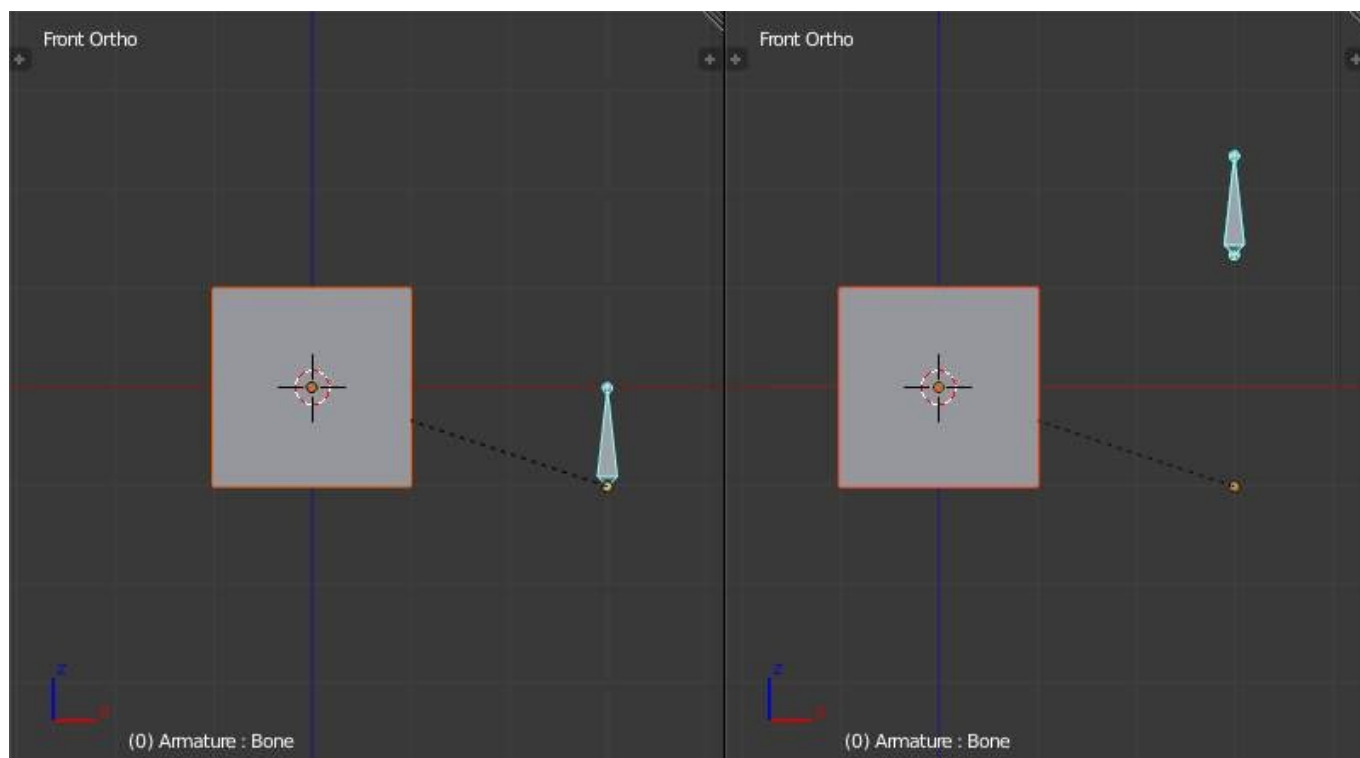 Front Ortho
Front Ortho
z
z
(0) Armature : Bone
(0) Armature : Bone